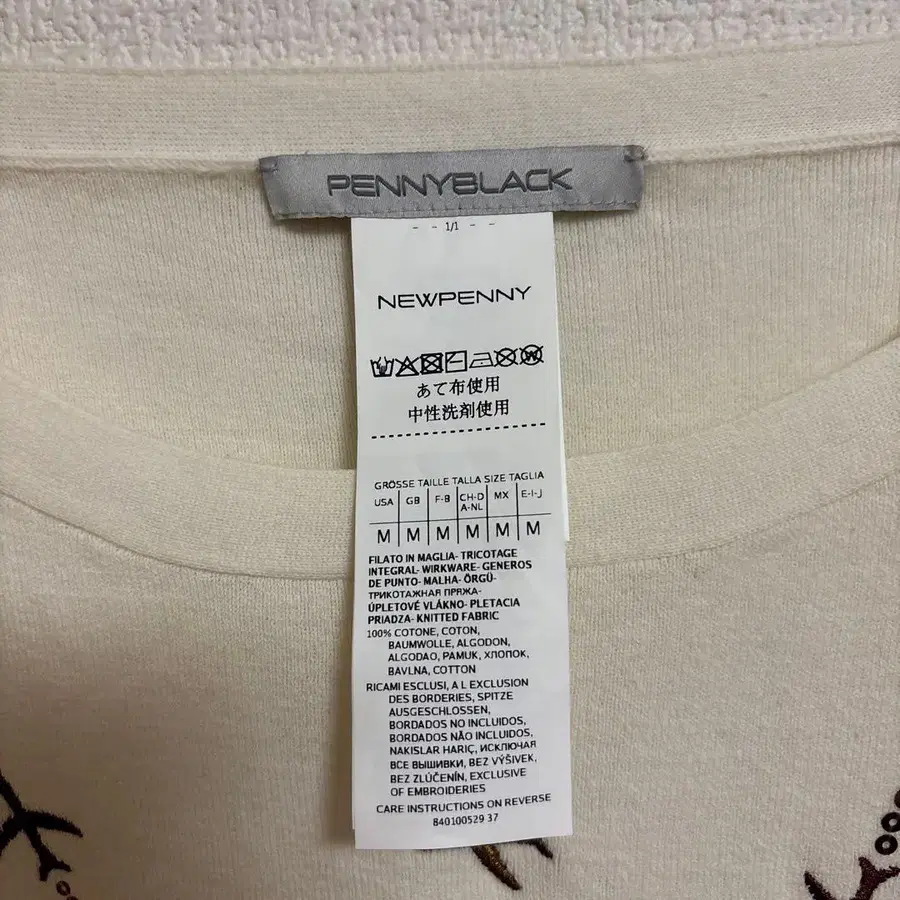 PENNYBLACK
- - 1/1 - -
NEWPENNY
あて布使用
中性洗剤使用
GRÖSSE TAILLE TALLA SIZE TAGLIA
USA GB F-B CH-D A-NL MX E-I-J
M M M M M M
FILATO IN MAGLIA- TRICOTAGE
INTEGRAL- WIRKWARE- GENEROS
DE PUNTO- MALHA- ÖRGÜ-
ТРИКОТАЖНАЯ ПРЯЖА-
ÚPLETOVÉ VLÁKNO- PLETACIA
PRIADZA- KNITTED FABRIC
100% COTONE, COTON,
BAUMWOLLE, ALGODON,
ALGODAO, PAMUK, ХЛОПОК,
BAVLNA, COTTON
RICAMI ESCLUSI, A L EXCLUSION
DES BORDERIES, SPITZE
AUSGESCHLOSSEN,
BORDADOS NO INCLUIDOS,
BORDADOS NÃO INCLUIDOS,
NAKISLAR HARIÇ, ИСКЛЮЧАЯ
ВСЕ ВЫШИВКИ, BEZ VÝŠIVEK,
BEZ ZLÚČENÍN, EXCLUSIVE
OF EMBROIDERIES
CARE INSTRUCTIONS ON REVERSE
840100529 37